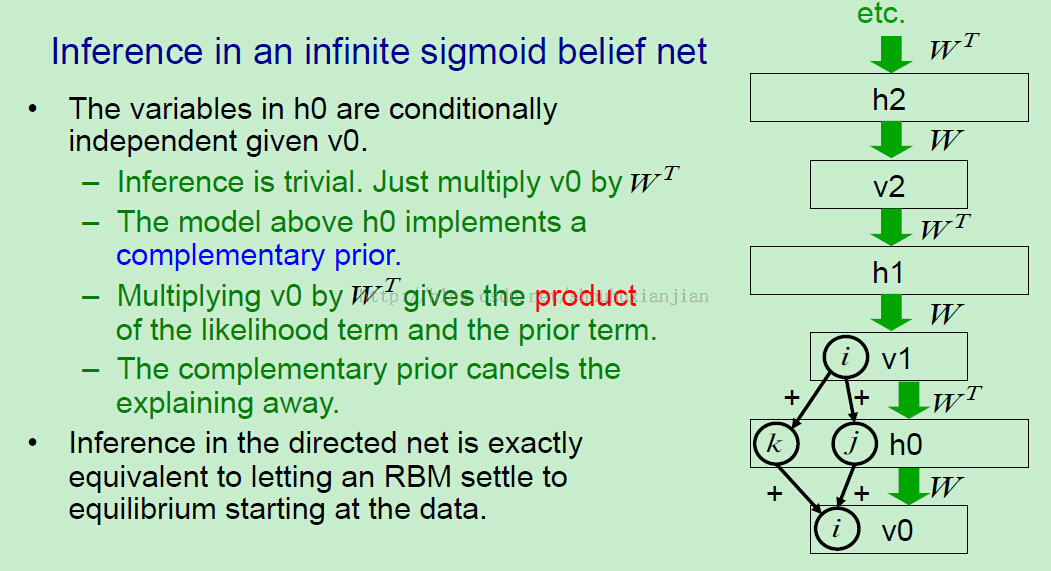 Inference in an infinite sigmoid belief net
• The variables in h0 are conditionally
independent given v0.
– Inference is trivial. Just multiply v0 by W^T
– The model above h0 implements a
complementary prior.
– Multiplying v0 by W^T gives the product
of the likelihood term and the prior term.
– The complementary prior cancels the
explaining away.
• Inference in the directed net is exactly
equivalent to letting an RBM settle to
equilibrium starting at the data.
etc.
W^T
h2
W
v2
W^T
h1
W
i v1
+ + W^T
k j h0
+ + W
i v0